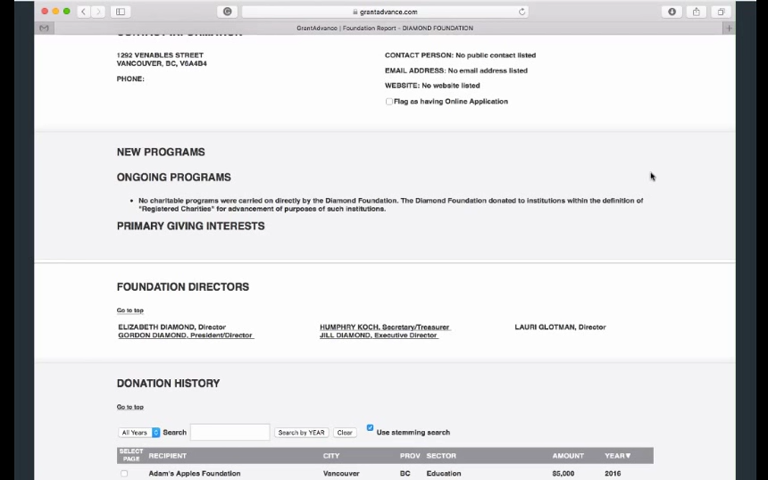 grantadvance.com
GrantAdvance | Foundation Report - DIAMOND FOUNDATION
CONTACT INFORMATION
1292 VENABLES STREET
VANCOUVER, BC, V6A4B4
PHONE:
CONTACT PERSON: No public contact listed
EMAIL ADDRESS: No email address listed
WEBSITE: No website listed
Flag as having Online Application
NEW PROGRAMS
ONGOING PROGRAMS
• No charitable programs were carried on directly by the Diamond Foundation. The Diamond Foundation donated to institutions within the definition of
"Registered Charities" for advancement of purposes of such institutions.
PRIMARY GIVING INTERESTS
FOUNDATION DIRECTORS
Go to top
ELIZABETH DIAMOND, Director HUMPHRY KOCH, Secretary/Treasurer LAURI GLOTMAN, Director
GORDON DIAMOND, President/Director JILL DIAMOND, Executive Director
DONATION HISTORY
Go to top
All Years Search Search by YEAR Clear Use stemming search
SELECT PAGE RECIPIENT CITY PROV SECTOR AMOUNT YEAR▼
Adam's Apples Foundation Vancouver BC Education $5,000 2016